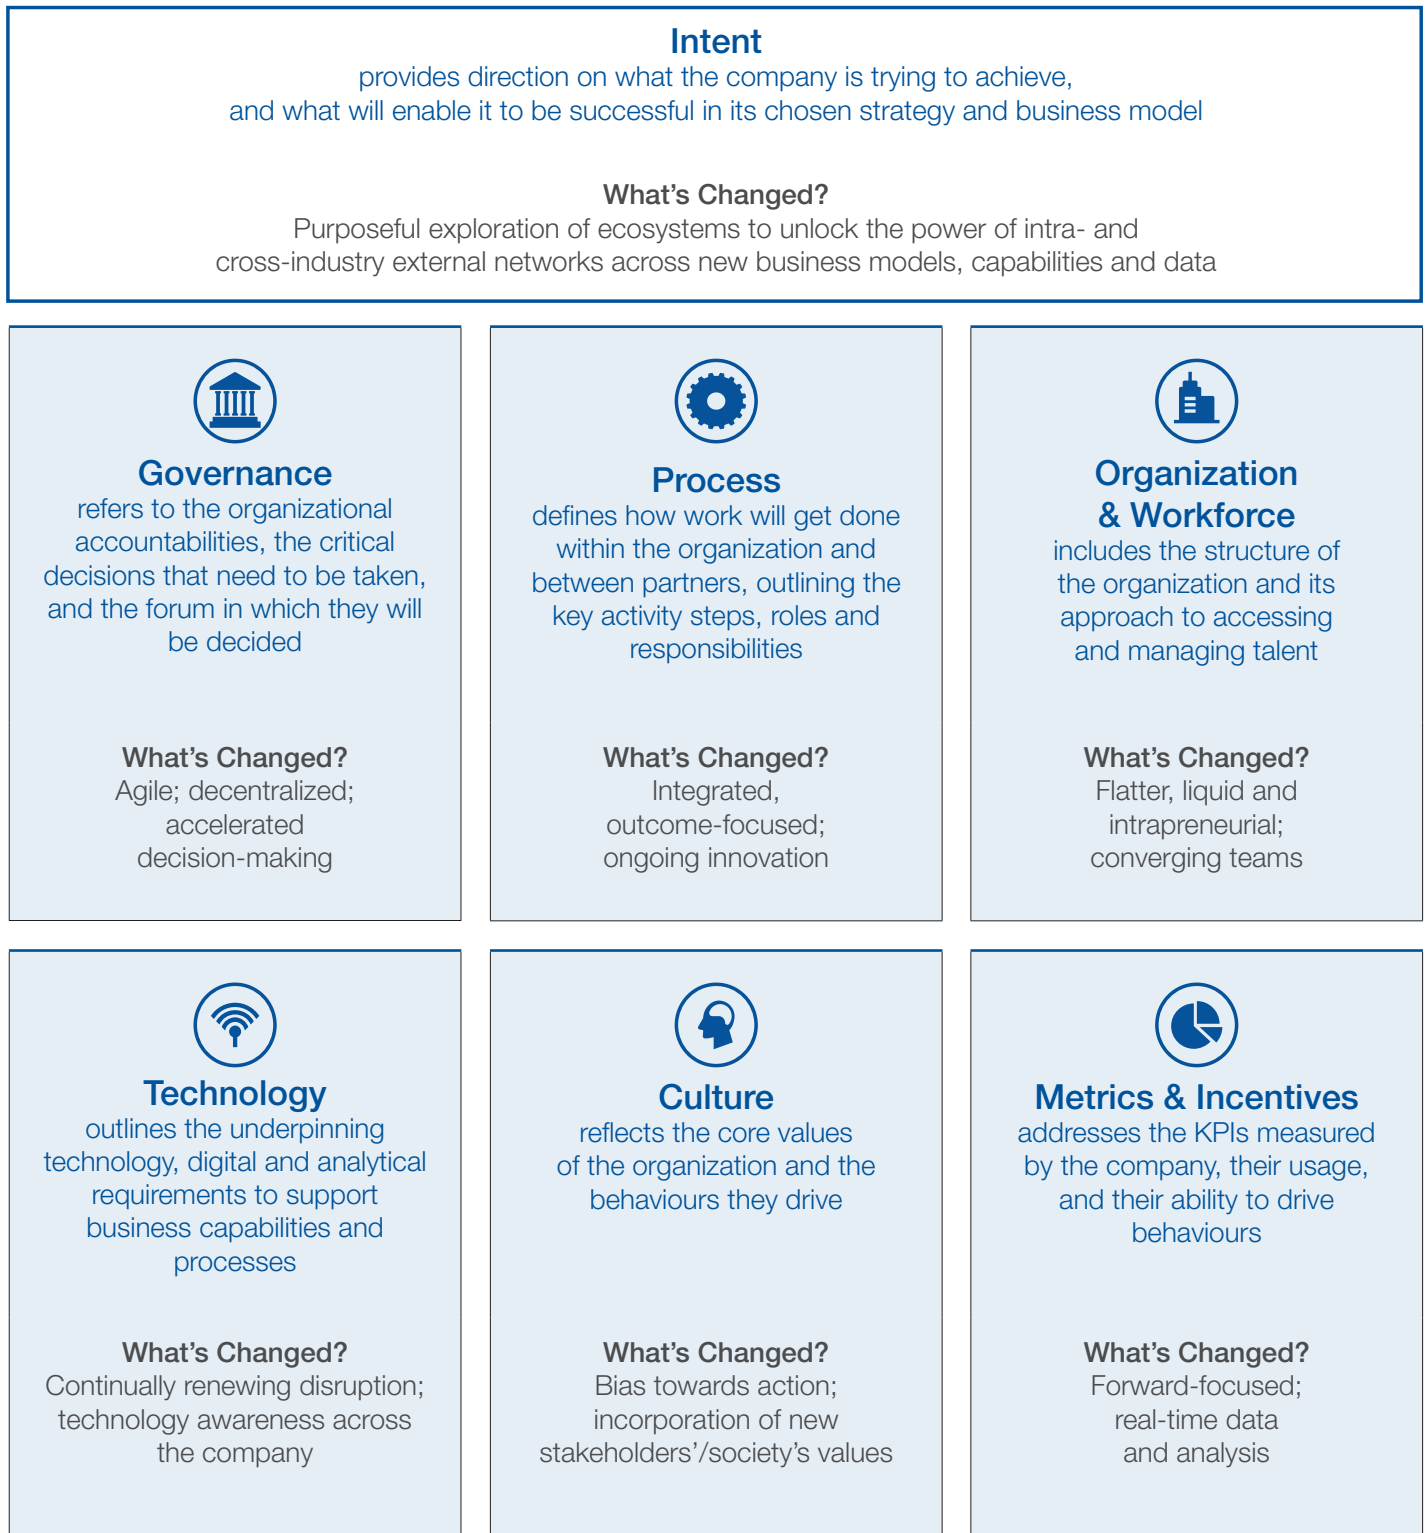 Intent
provides direction on what the company is trying to achieve,
and what will enable it to be successful in its chosen strategy and business model
What's Changed?
Purposeful exploration of ecosystems to unlock the power of intra- and
cross-industry external networks across new business models, capabilities and data
Governance
refers to the organizational
accountabilities, the critical
decisions that need to be taken,
and the forum in which they will
be decided
What's Changed?
Agile; decentralized;
accelerated
decision-making
Process
defines how work will get done
within the organization and
between partners, outlining the
key activity steps, roles and
responsibilities
What's Changed?
Integrated,
outcome-focused;
ongoing innovation
Organization
& Workforce
includes the structure of
the organization and its
approach to accessing
and managing talent
What's Changed?
Flatter, liquid and
intrapreneurial;
converging teams
Technology
outlines the underpinning
technology, digital and analytical
requirements to support
business capabilities and
processes
What's Changed?
Continually renewing disruption;
technology awareness across
the company
Culture
reflects the core values
of the organization and the
behaviours they drive
What's Changed?
Bias towards action;
incorporation of new
stakeholders'/society's values
Metrics & Incentives
addresses the KPIs measured
by the company, their usage,
and their ability to drive
behaviours
What's Changed?
Forward-focused;
real-time data
and analysis